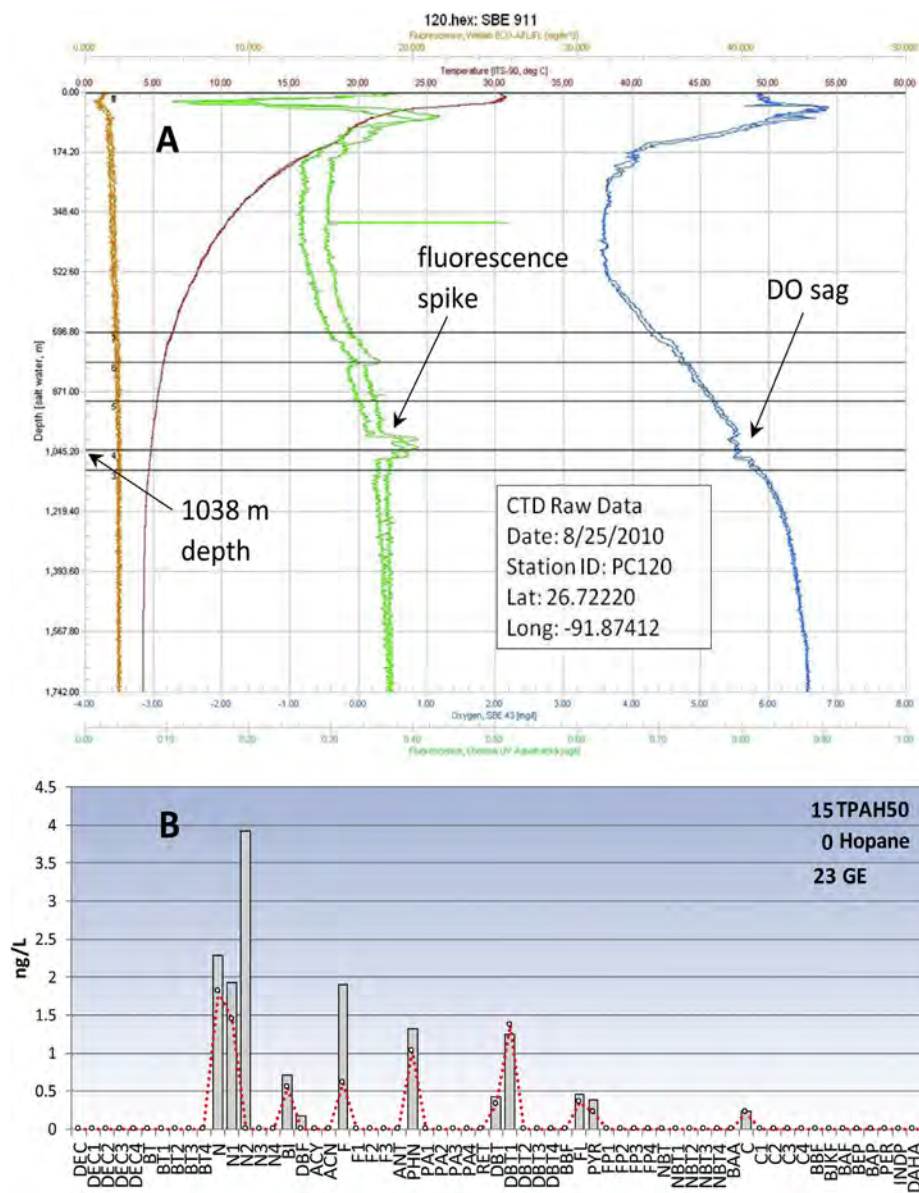 120.hex: SBE 911
0.000 10.000 20.000 30.000 40.000 50.000
Temperature [ITS-90, deg C]
0.00 5.00 10.00 15.00 20.00 25.00 30.00 35.00 40.00 45.00 50.00 55.00 60.00
A
fluorescence
spike
DO sag
1038 m
depth
CTD Raw Data
Date: 8/25/2010
Station ID: PC120
Lat: 26.72220
Long: -91.87412
Depth [salt water, m]
0.00
174.20
348.40
522.60
696.80
871.00
1,045.20
1,219.40
1,393.60
1,567.80
1,742.00
-4.00 -3.00 -2.00 -1.00 0.00 1.00 2.00 3.00 4.00 5.00 6.00 7.00 8.00
Oxygen, SBE 43 [mg/l]
0.00 0.10 0.20 0.30 0.40 0.50 0.60 0.70 0.80 0.90 1.00
B
15 TPAH50
0 Hopane
23 GE
ng/L
4.5
4
3.5
3
2.5
2
1.5
1
0.5
0
DEC DEC1 DEC2 DEC3 DEC4 BT BT1 BT2 BT3 BT4 N N1 N2 N3 N4 BI DBF ACY ACN F F1 F2 F3 ANT PHN PA1 PA2 PA3 PA4 RET DBT DBT1 DBT2 DBT3 DBT4 BBF FL PYR FP1 FP2 FP3 FP4 NBT NBT1 NBT2 NBT3 NBT4 BAA C C1 C2 C3 C4 BBF BJKF BAF BEP BAP PER IND DAHA